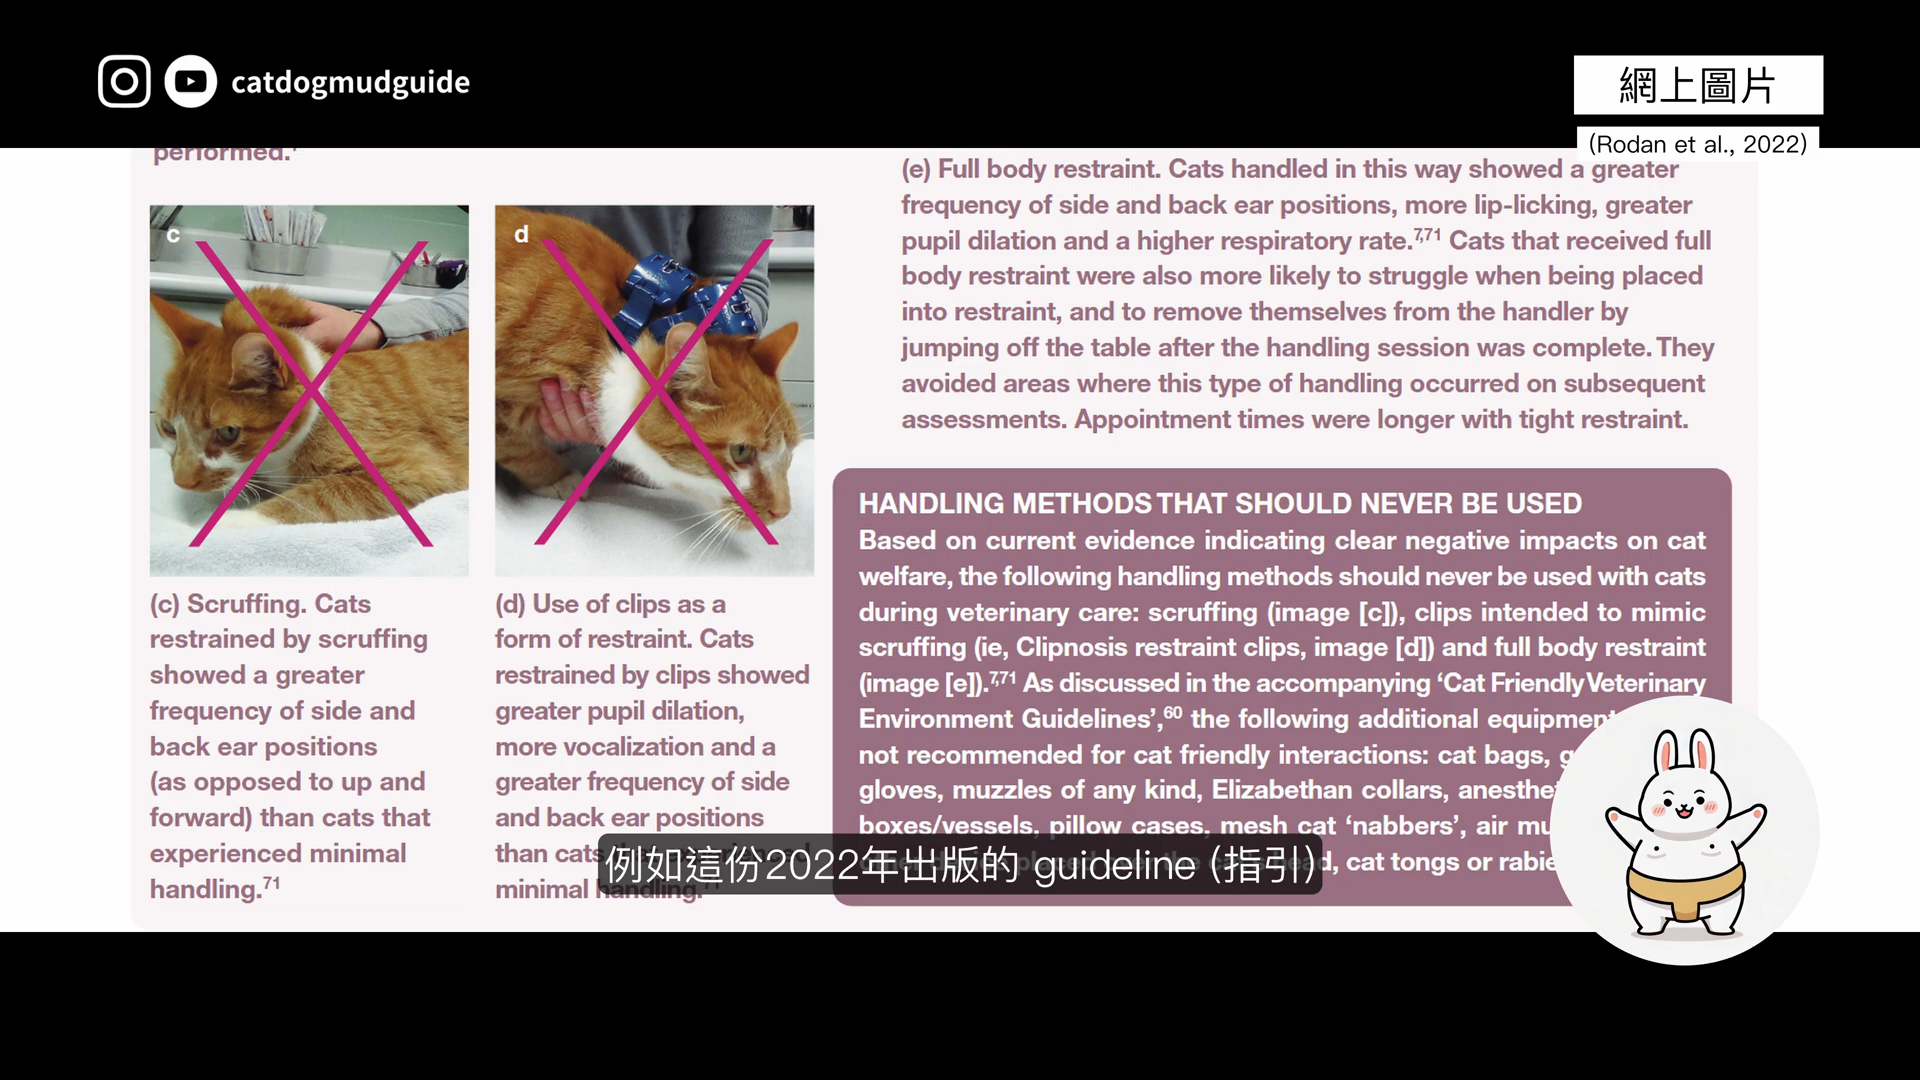 catdogmudguide
網上圖片
(Rodan et al., 2022)
performed.¹
c
d
(c) Scruffing. Cats
restrained by scruffing
showed a greater
frequency of side and
back ear positions
(as opposed to up and
forward) than cats that
experienced minimal
handling.⁷¹
(d) Use of clips as a
form of restraint. Cats
restrained by clips showed
greater pupil dilation,
more vocalization and a
greater frequency of side
and back ear positions
than cats
minimal handling.
(e) Full body restraint. Cats handled in this way showed a greater
frequency of side and back ear positions, more lip-licking, greater
pupil dilation and a higher respiratory rate.⁷,⁷¹ Cats that received full
body restraint were also more likely to struggle when being placed
into restraint, and to remove themselves from the handler by
jumping off the table after the handling session was complete. They
avoided areas where this type of handling occurred on subsequent
assessments. Appointment times were longer with tight restraint.
HANDLING METHODS THAT SHOULD NEVER BE USED
Based on current evidence indicating clear negative impacts on cat
welfare, the following handling methods should never be used with cats
during veterinary care: scruffing (image [c]), clips intended to mimic
scruffing (ie, Clipnosis restraint clips, image [d]) and full body restraint
(image [e]).⁷,⁷¹ As discussed in the accompanying ‘Cat Friendly Veterinary
Environment Guidelines’,⁶⁰ the following additional equipment
not recommended for cat friendly interactions: cat bags,
gloves, muzzles of any kind, Elizabethan collars,
boxes/vessels, pillow cases, mesh cat ‘nabbers’, air
, cat tongs or
例如這份2022年出版的 guideline (指引)